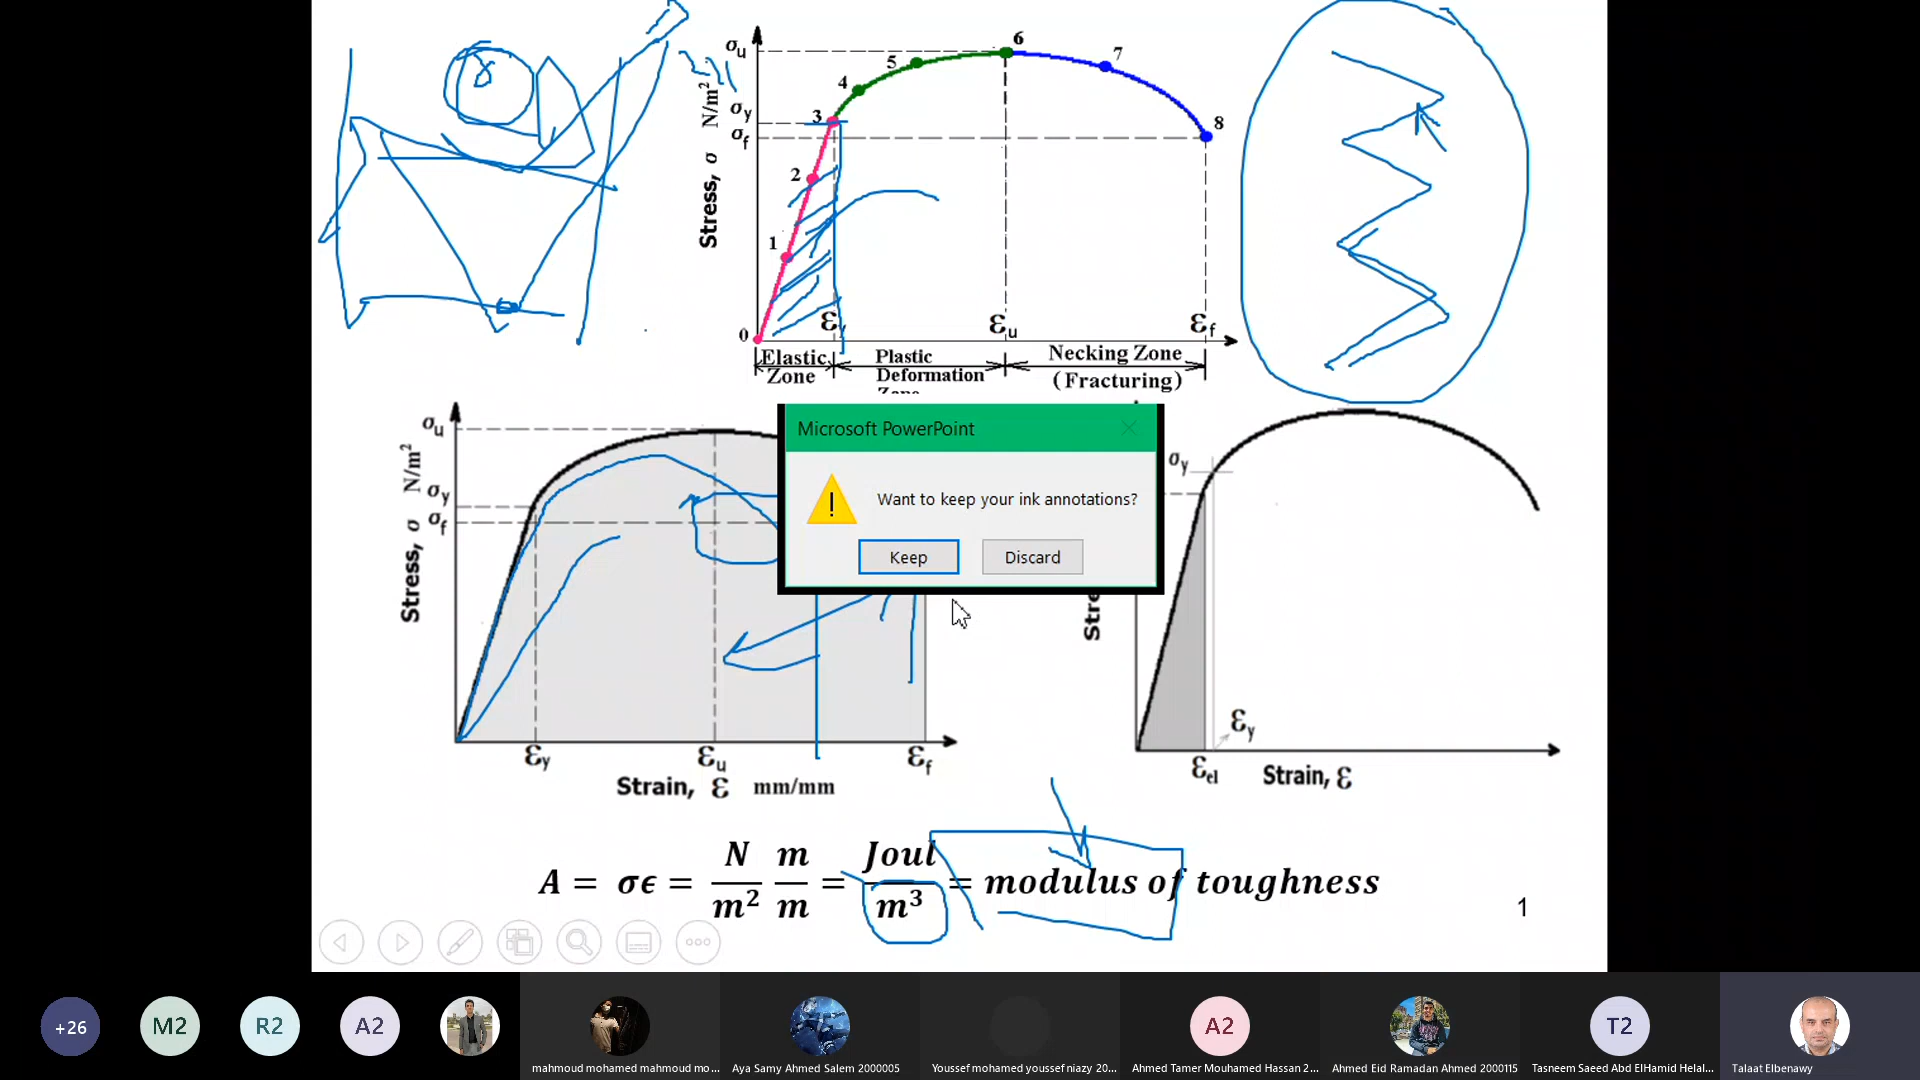 σu
6
7
5
4
N/m²
σy
3
8
σf
2
Stress, σ
1
0
ε
εu
εf
Elastic Zone
Plastic Deformation
Necking Zone
(Fracturing)
σu
N/m²
σy
σf
Stress, σ
εy
εu
εf
Strain, ε mm/mm
Microsoft PowerPoint
Want to keep your ink annotations?
Keep
Discard
σy
εy
εel
Strain, ε
A = σϵ = N/m² m/m = Joul/m³ = modulus of toughness
1
+26
M2
R2
A2
A2
T2
mahmoud mohamed mahmoud mo...
Aya Samy Ahmed Salem 2000005
Youssef mohamed youssef niazy 20...
Ahmed Tamer Mouhamed Hassan 2...
Ahmed Eid Ramadan Ahmed 2000115
Tasneem Saeed Abd ElHamid Helal...
Talaat Elbenawy